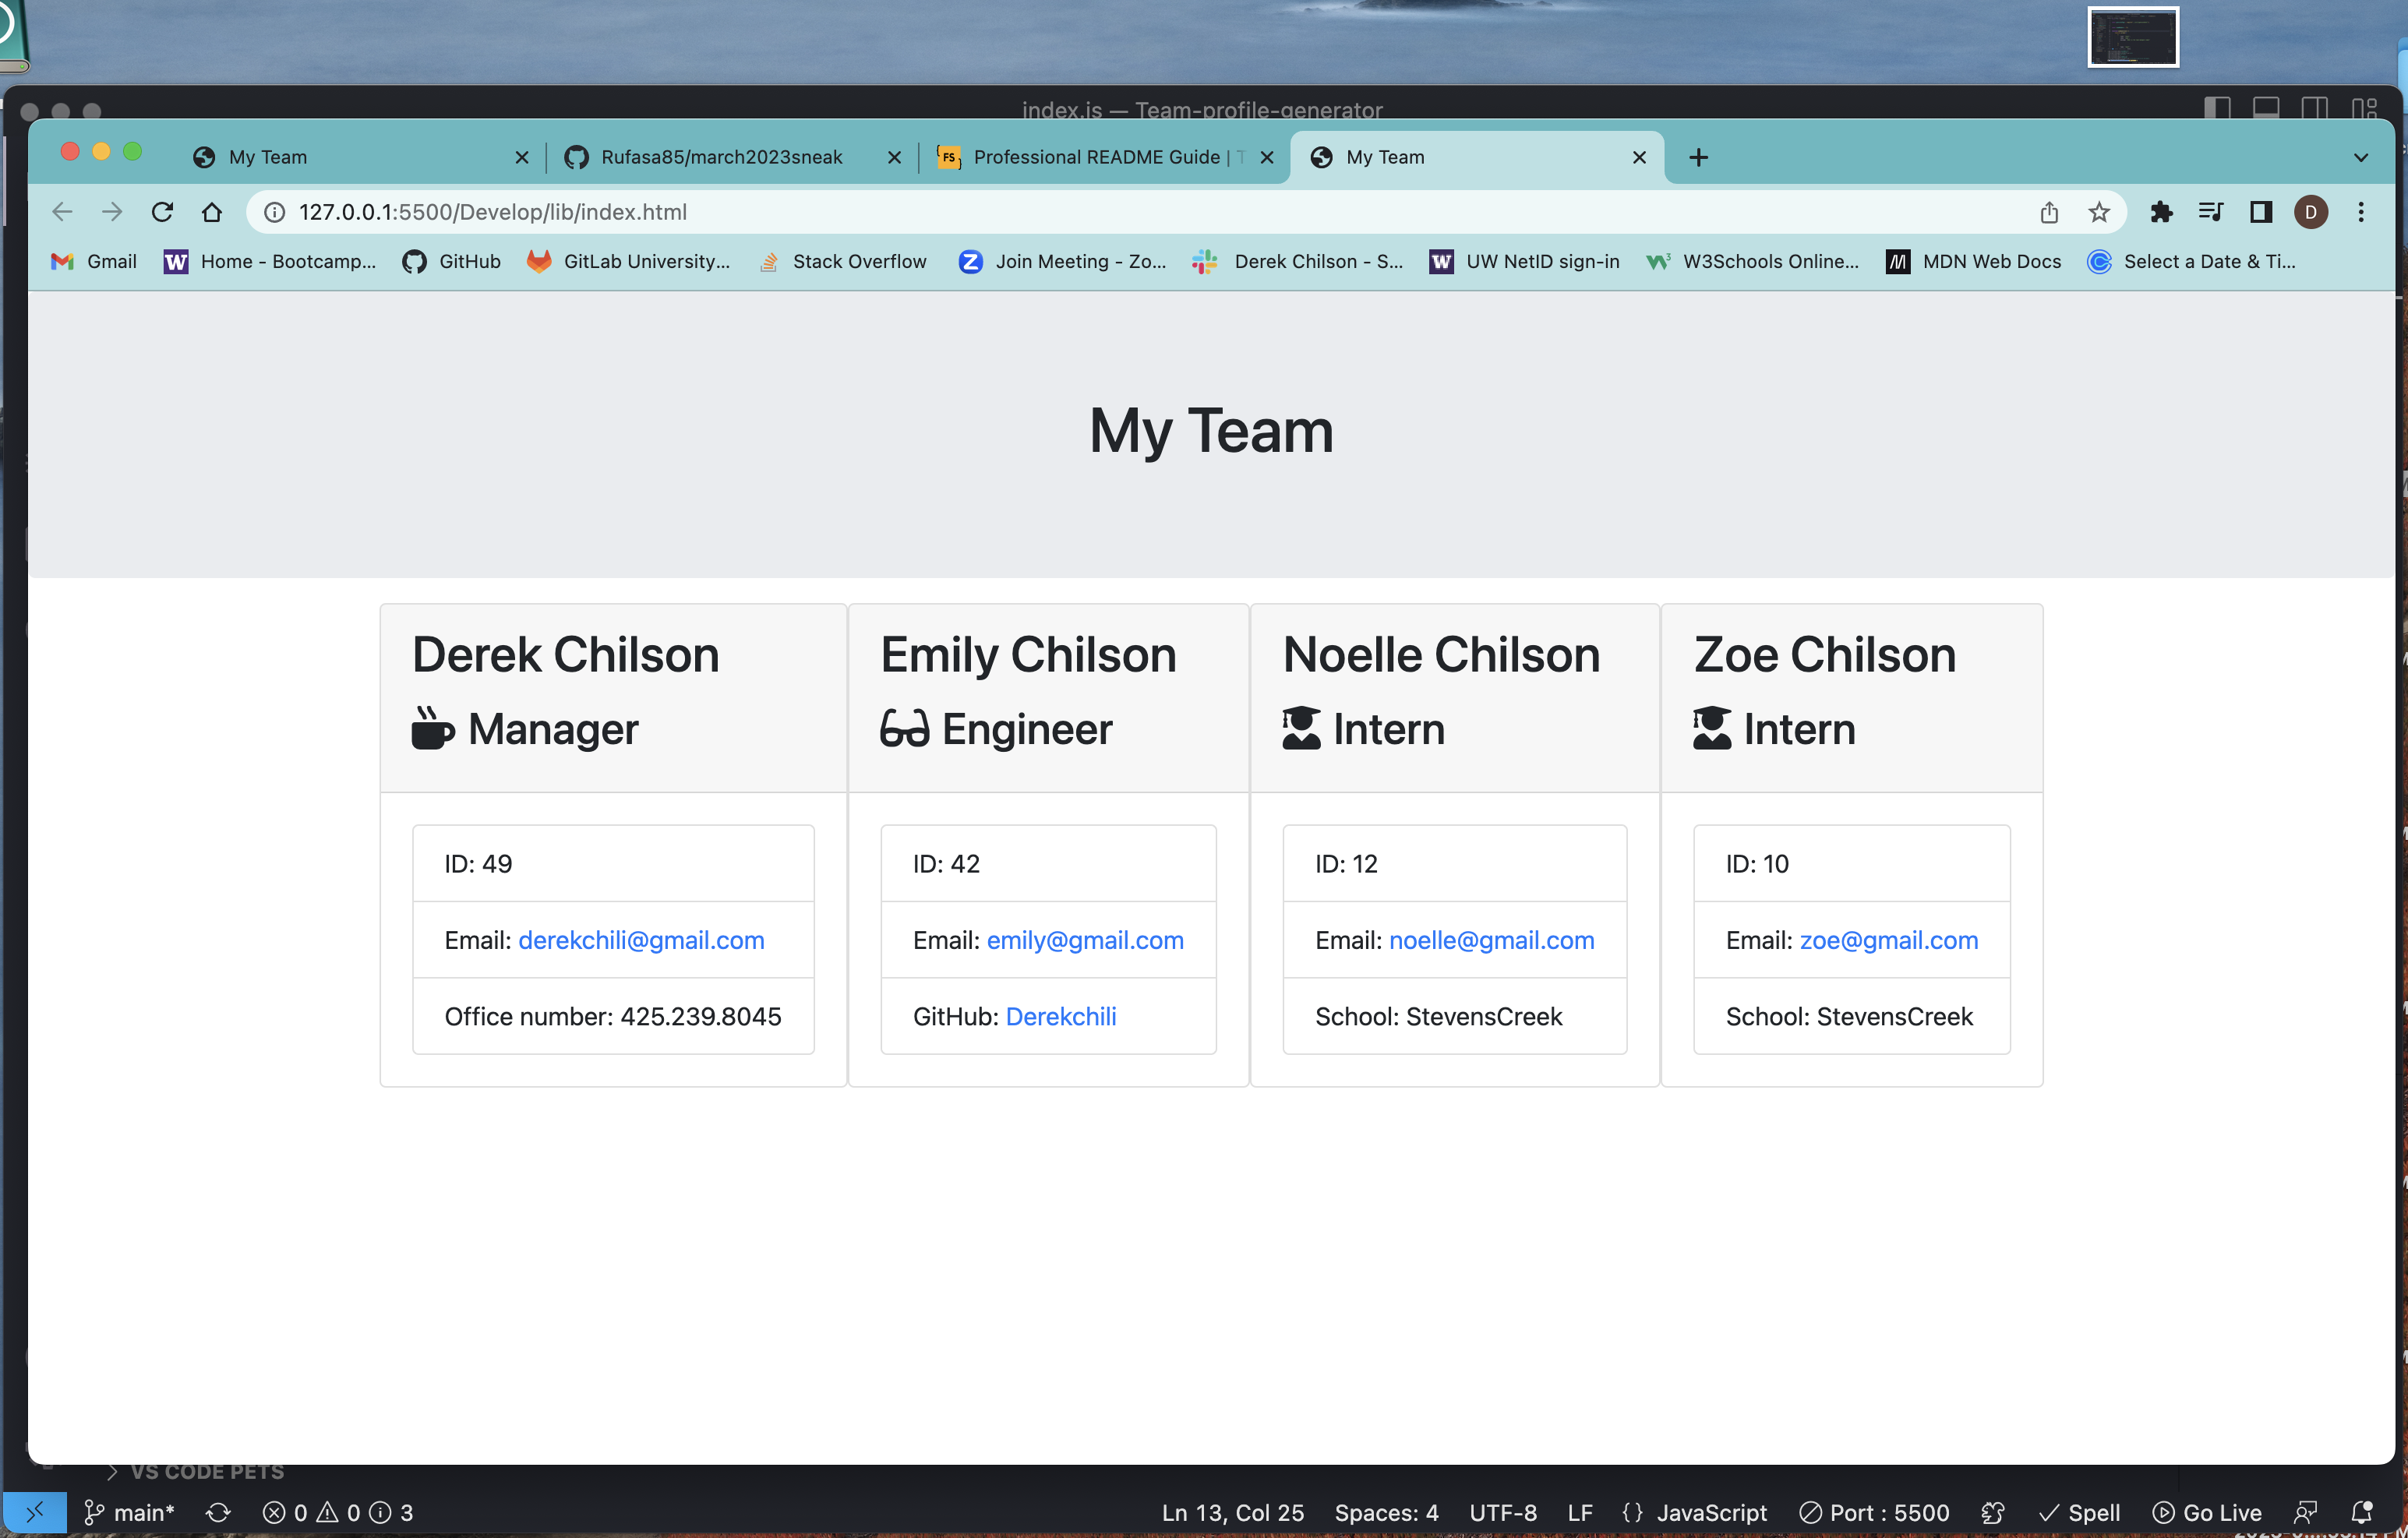 index.js — Team-profile-generator
My Team
Rufasa85/march2023sneak
Professional README Guide |
My Team
127.0.0.1:5500/Develop/lib/index.html
D
Gmail
Home - Bootcamp...
GitHub
GitLab University...
Stack Overflow
Join Meeting - Zo...
Derek Chilson - S...
UW NetID sign-in
W3Schools Online...
MDN Web Docs
Select a Date & Ti...
My Team
Derek Chilson
Manager
ID: 49
Email: derekchili@gmail.com
Office number: 425.239.8045
Emily Chilson
Engineer
ID: 42
Email: emily@gmail.com
GitHub: Derekchili
Noelle Chilson
Intern
ID: 12
Email: noelle@gmail.com
School: StevensCreek
Zoe Chilson
Intern
ID: 10
Email: zoe@gmail.com
School: StevensCreek
VS CODE PETS
main* 0 0 3 Ln 13, Col 25 Spaces: 4 UTF-8 LF {} JavaScript Port : 5500 Spell Go Live